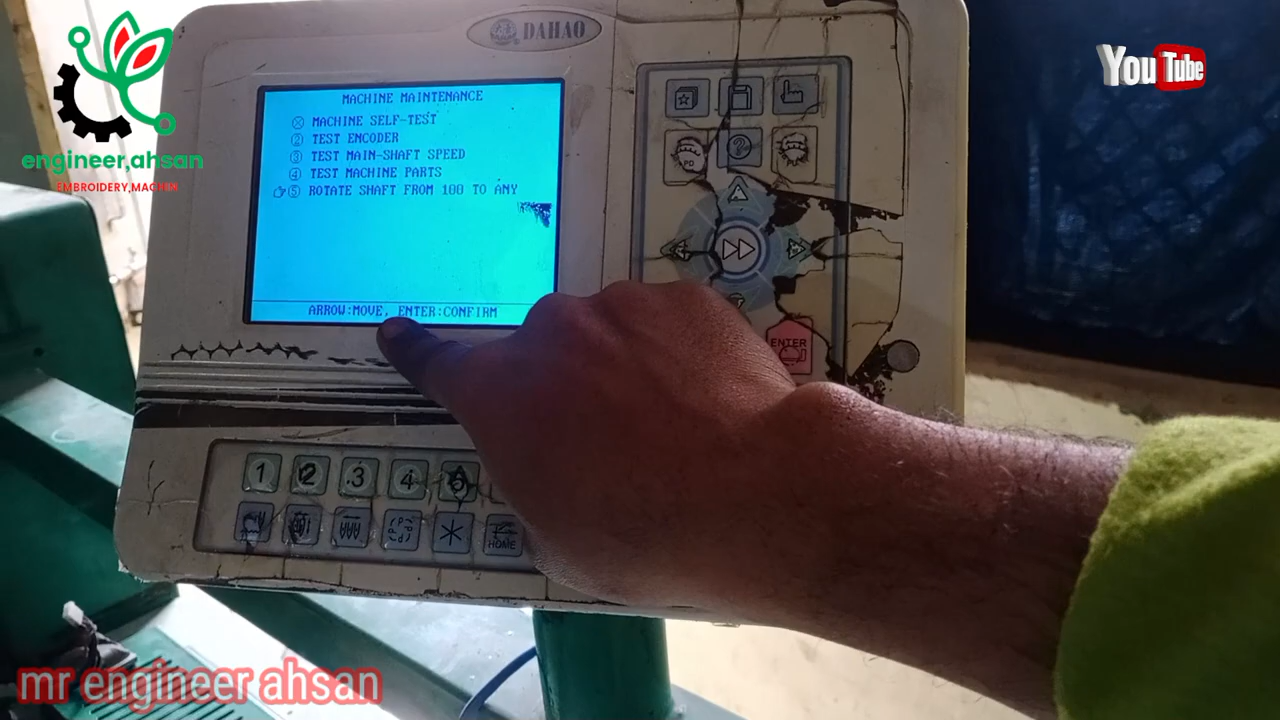 DAHAO
YouTube
engineer,ahsan
EMBROIDERY,MACHIN
MACHINE MAINTENANCE
MACHINE SELF-TEST
② TEST ENCODER
③ TEST MAIN-SHAFT SPEED
④ TEST MACHINE PARTS
⑤ ROTATE SHAFT FROM 100 TO ANY
ARROW:MOVE, ENTER:CONFIRM
?
PD
ENTER
1 2 3 4 5
HOME
mr engineer ahsan